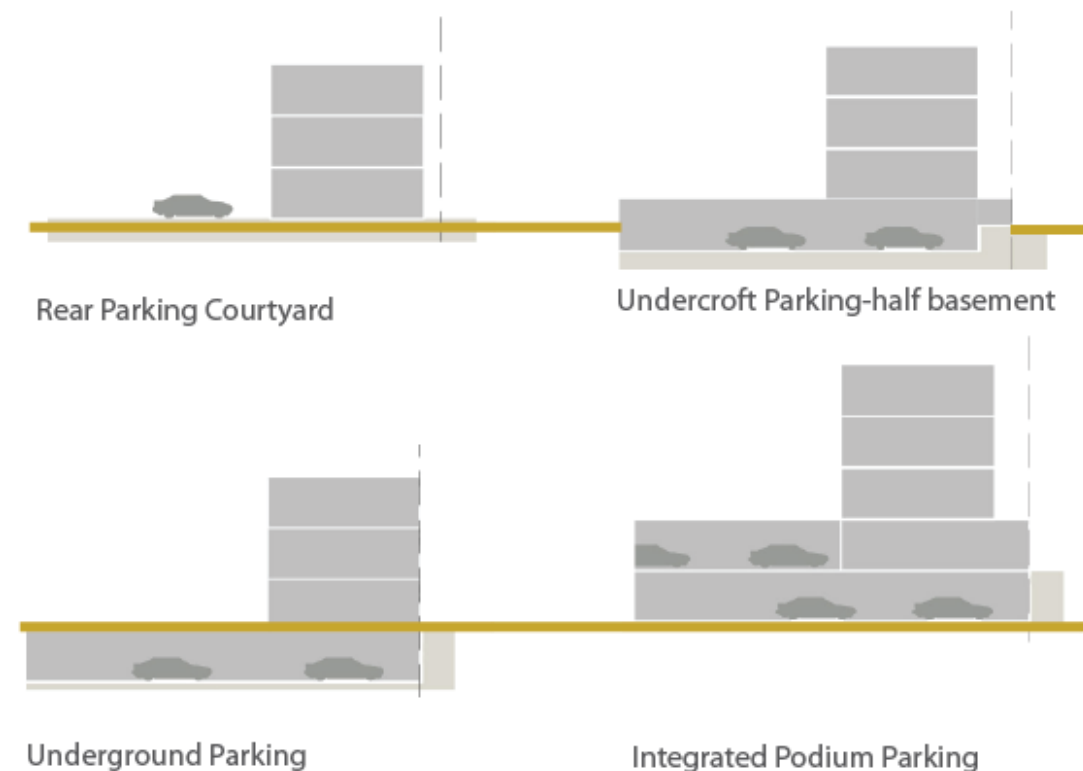 Rear Parking Courtyard
Undercroft Parking-half basement
Underground Parking
Integrated Podium Parking